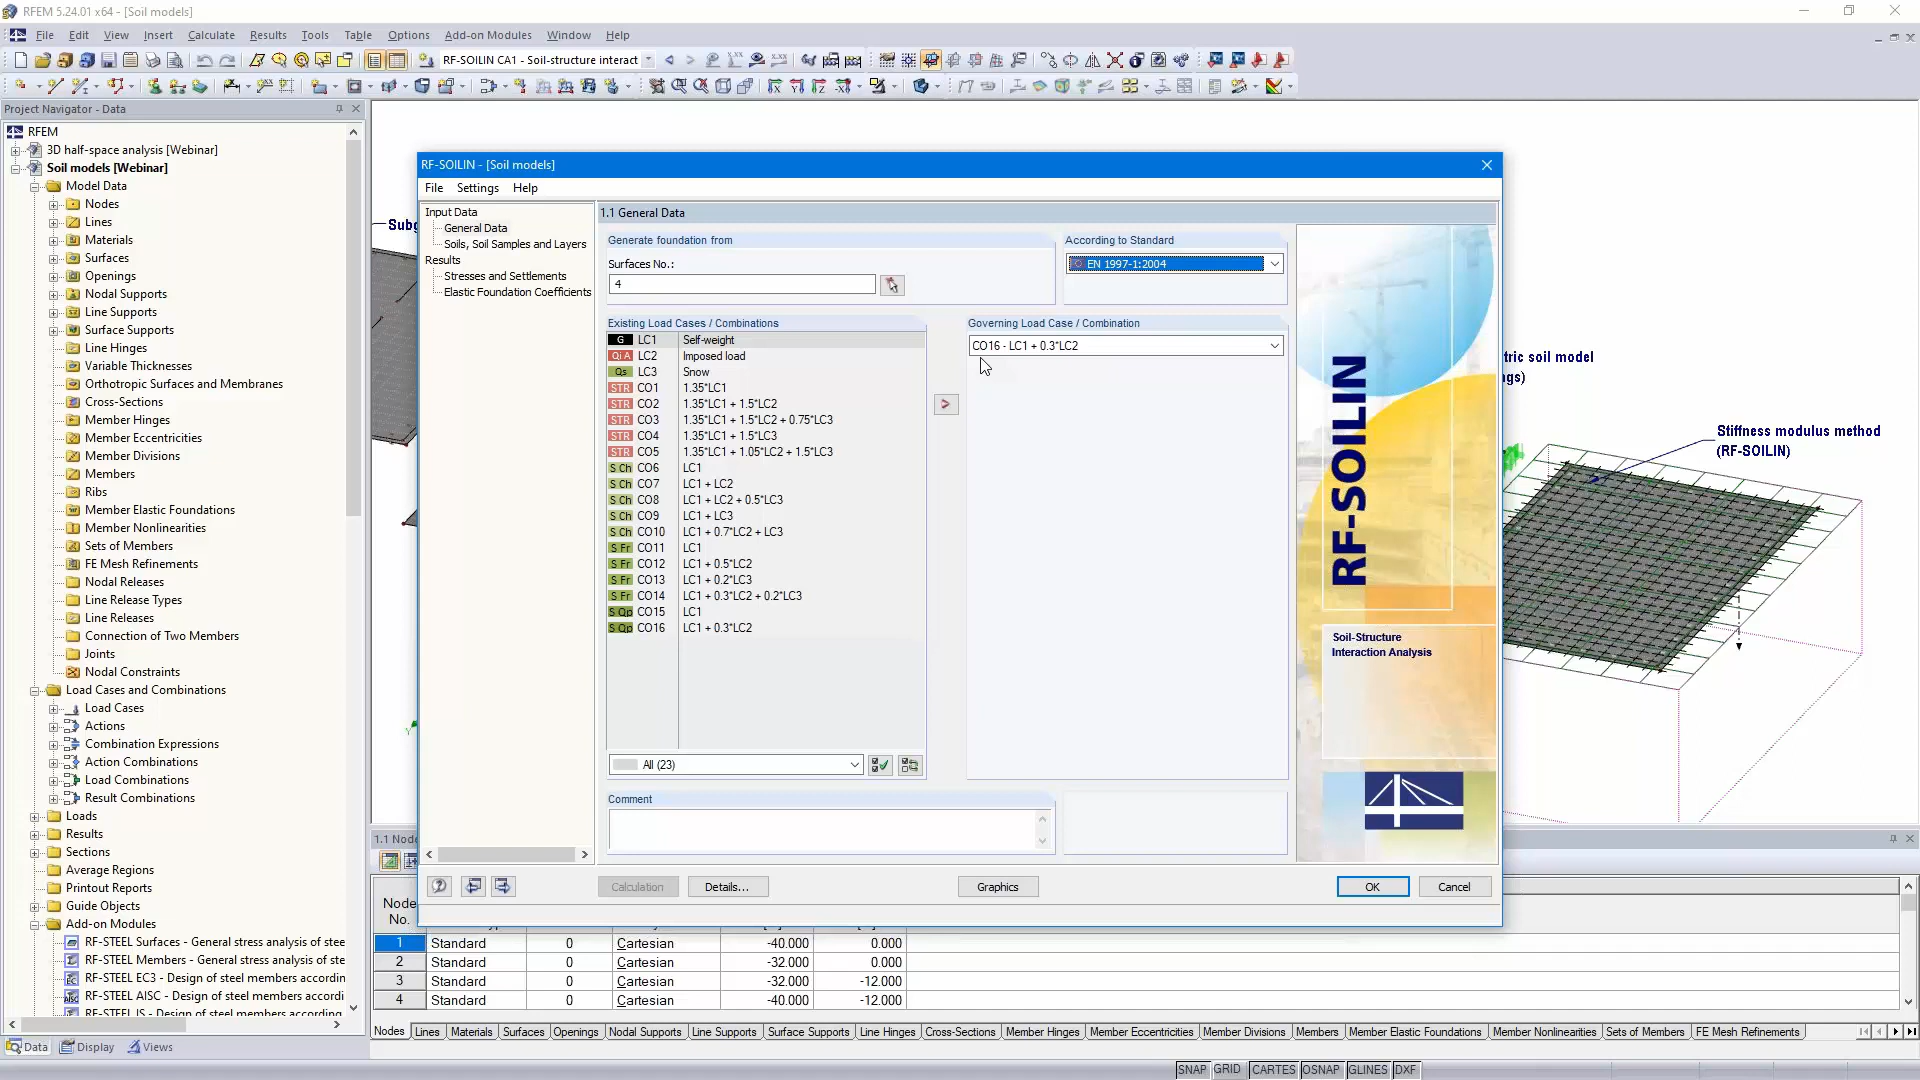 RFEM 5.24.01 x64 - [Soil models]
File Edit View Insert Calculate Results Tools Table Options Add-on Modules Window Help
RF-SOILIN CA1 - Soil-structure interact
Project Navigator - Data
RFEM
3D half-space analysis [Webinar]
Soil models [Webinar]
Model Data
Nodes
Lines
Materials
Surfaces
Openings
Nodal Supports
Line Supports
Surface Supports
Line Hinges
Variable Thicknesses
Orthotropic Surfaces and Membranes
Cross-Sections
Member Hinges
Member Eccentricities
Member Divisions
Members
Ribs
Member Elastic Foundations
Member Nonlinearities
Sets of Members
FE Mesh Refinements
Nodal Releases
Line Release Types
Line Releases
Connection of Two Members
Joints
Nodal Constraints
Load Cases and Combinations
Load Cases
Actions
Combination Expressions
Action Combinations
Load Combinations
Result Combinations
Loads
Results
Sections
Average Regions
Printout Reports
Guide Objects
Add-on Modules
RF-STEEL Surfaces - General stress analysis of stee
RF-STEEL Members - General stress analysis of ste
RF-STEEL EC3 - Design of steel members accordin
RF-STEEL AISC - Design of steel members accordi
RF-STEEL IS - Design of steel members according
Data Display Views
Subg
RF-SOILIN - [Soil models]
File Settings Help
Input Data
General Data
Soils, Soil Samples and Layers
Results
Stresses and Settlements
Elastic Foundation Coefficients
1.1 General Data
Generate foundation from
Surfaces No.:
4
According to Standard
EN 1997-1:2004
Existing Load Cases / Combinations
G LC1 Self-weight
Qi A LC2 Imposed load
Qs LC3 Snow
STR CO1 1.35*LC1
STR CO2 1.35*LC1 + 1.5*LC2
STR CO3 1.35*LC1 + 1.5*LC2 + 0.75*LC3
STR CO4 1.35*LC1 + 1.5*LC3
STR CO5 1.35*LC1 + 1.05*LC2 + 1.5*LC3
S Ch CO6 LC1
S Ch CO7 LC1 + LC2
S Ch CO8 LC1 + LC2 + 0.5*LC3
S Ch CO9 LC1 + LC3
S Ch CO10 LC1 + 0.7*LC2 + LC3
S Fr CO11 LC1
S Fr CO12 LC1 + 0.5*LC2
S Fr CO13 LC1 + 0.2*LC3
S Fr CO14 LC1 + 0.3*LC2 + 0.2*LC3
S Qp CO15 LC1
S Qp CO16 LC1 + 0.3*LC2
All (23)
Governing Load Case / Combination
CO16 - LC1 + 0.3*LC2
Comment
RF-SOILIN
Soil-Structure
Interaction Analysis
Calculation Details... Graphics OK Cancel
tric soil model
ngs)
Stiffness modulus method
(RF-SOILIN)
1.1 Node
Node
No.
1 Standard 0 Cartesian -40.000 0.000
2 Standard 0 Cartesian -32.000 0.000
3 Standard 0 Cartesian -32.000 -12.000
4 Standard 0 Cartesian -40.000 -12.000
Nodes Lines Materials Surfaces Openings Nodal Supports Line Supports Surface Supports Line Hinges Cross-Sections Member Hinges Member Eccentricities Member Divisions Members Member Elastic Foundations Member Nonlinearities Sets of Members FE Mesh Refinements
SNAP GRID CARTES OSNAP GLINES DXF